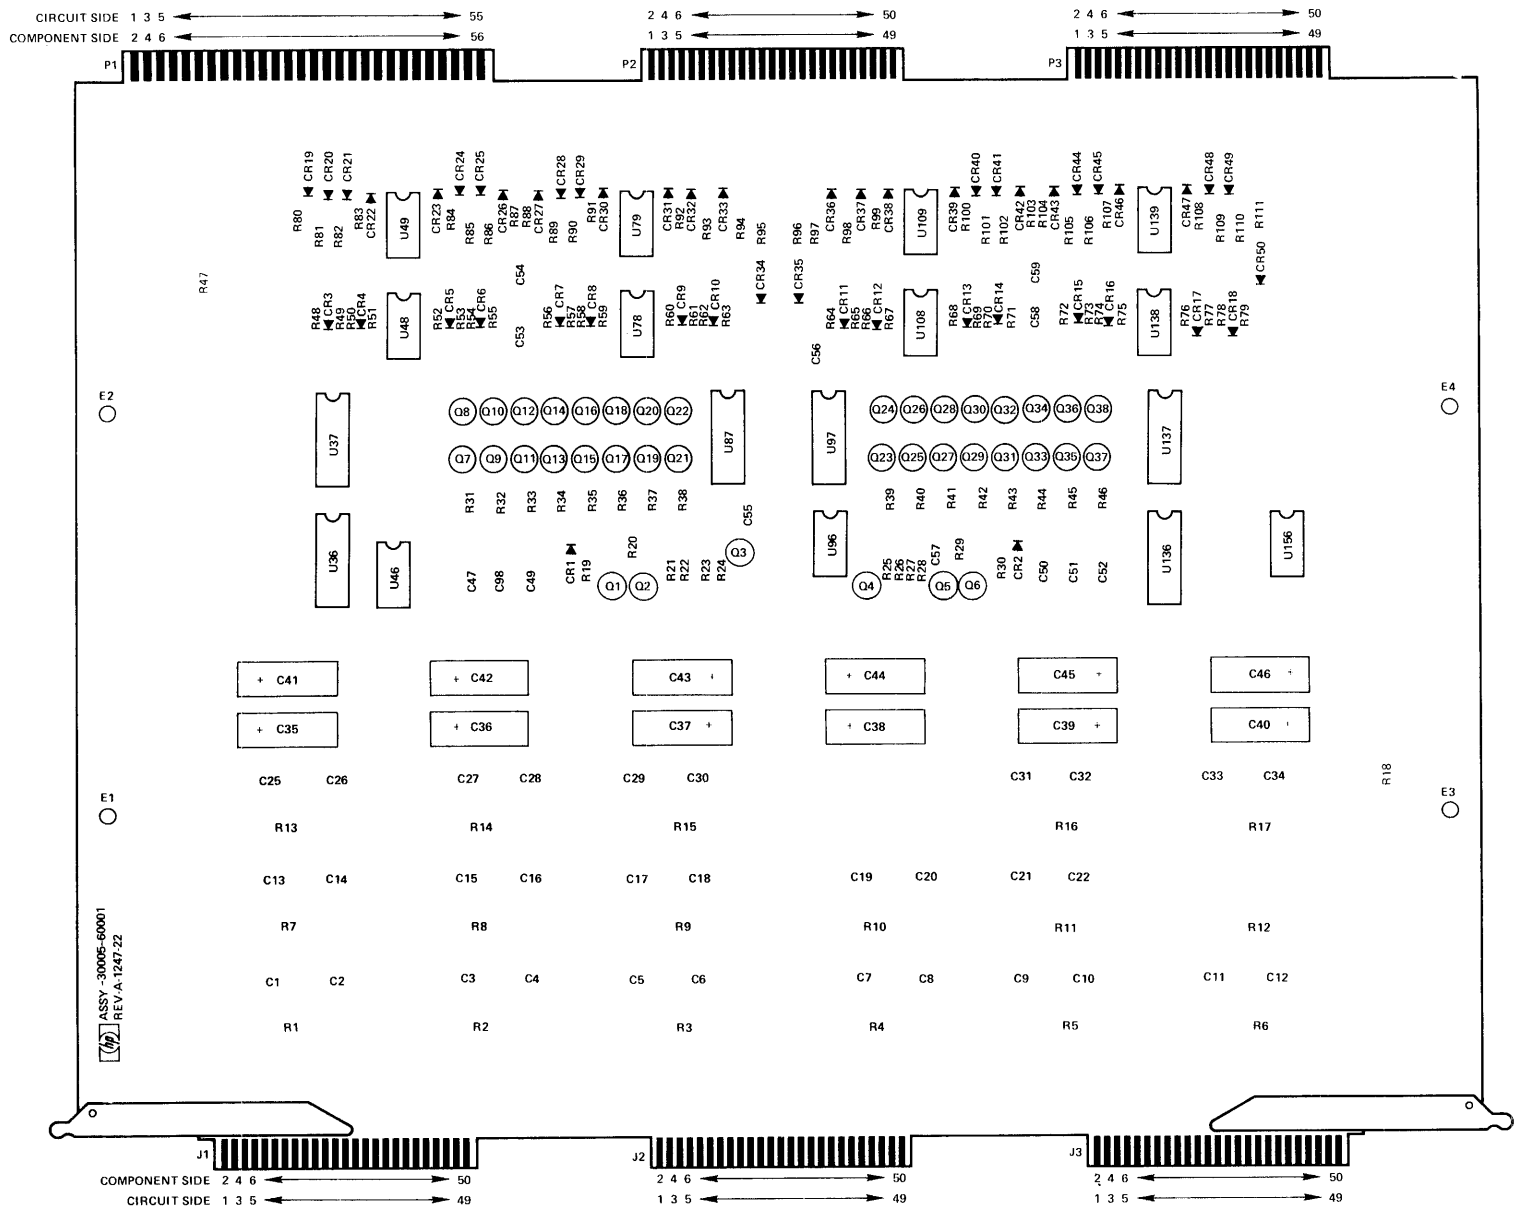 CIRCUIT SIDE 1 3 5 55
COMPONENT SIDE 2 4 6 56
2 4 6 50
1 3 5 49
2 4 6 50
1 3 5 49
P1
P2
P3
CR19 CR20 CR21 CR24 CR25 CR28 CR29 CR40 CR41 CR44 CR45 CR48 CR49
R80 R81 R82 R83 CR22 U49 CR23 R84 R85 R86 CR26 R87 R88 CR27 R89 R90 R91 CR30 U79 CR31 R92 CR32 R93 CR33 R94 R95 R96 R97 CR36 R98 CR37 R99 CR38 U109 CR39 R100 R101 R102 CR42 R103 R104 CR43 R105 R106 R107 CR46 U139 CR47 R108 R109 R110 R111
R47 C54 CR34 CR35 C59 CR50
R48 CR3 R49 R50 CR4 R51 U48 R52 CR5 R53 R54 CR6 R55 C53 R56 CR7 R57 R58 CR8 R59 U78 R60 CR9 R61 R62 CR10 R63 C56 R64 CR11 R65 R66 CR12 R67 U108 R68 CR13 R69 R70 CR14 R71 C58 R72 CR15 R73 R74 CR16 R75 U138 R76 CR17 R77 R78 CR18 R79
E2 E4
Q8 Q10 Q12 Q14 Q16 Q18 Q20 Q22 Q24 Q26 Q28 Q30 Q32 Q34 Q36 Q38
U37 U87 U97 U137
Q7 Q9 Q11 Q13 Q15 Q17 Q19 Q21 Q23 Q25 Q27 Q29 Q31 Q33 Q35 Q37
R31 R32 R33 R34 R35 R36 R37 R38 C55 R39 R40 R41 R42 R43 R44 R45 R46
U36 U46 U96 U136 U156
C47 C98 C49 CR1 R19 Q1 R20 Q2 R21 R22 R23 R24 Q3 Q4 R25 R26 R27 R28 C57 Q5 R29 Q6 R30 CR2 C50 C51 C52
+ C41 + C42 C43 + + C44 C45 + C46 +
+ C35 + C36 C37 + + C38 C39 + C40 +
C25 C26 C27 C28 C29 C30 C31 C32 C33 C34 R18
E1 E3
R13 R14 R15 R16 R17
C13 C14 C15 C16 C17 C18 C19 C20 C21 C22
R7 R8 R9 R10 R11 R12
C1 C2 C3 C4 C5 C6 C7 C8 C9 C10 C11 C12
R1 R2 R3 R4 R5 R6
hp ASSY -30005-60001
REV-A-1247-22
J1
J2
J3
COMPONENT SIDE 2 4 6 50
CIRCUIT SIDE 1 3 5 49
2 4 6 50
1 3 5 49
2 4 6 50
1 3 5 49